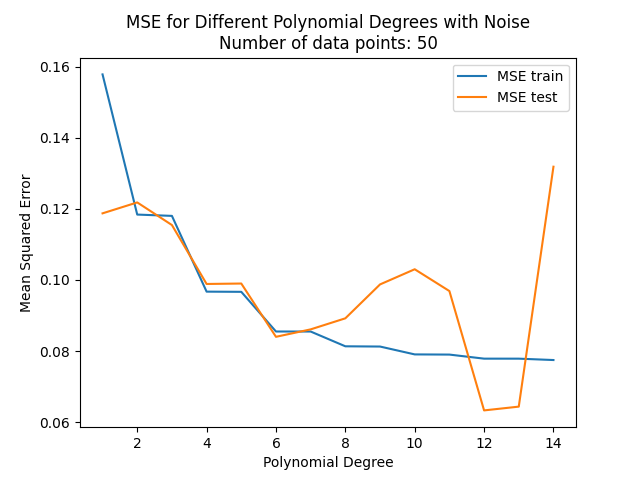 MSE for Different Polynomial Degrees with Noise
Number of data points: 50
MSE train
MSE test
Mean Squared Error
0.16
0.14
0.12
0.10
0.08
0.06
2 4 6 8 10 12 14
Polynomial Degree